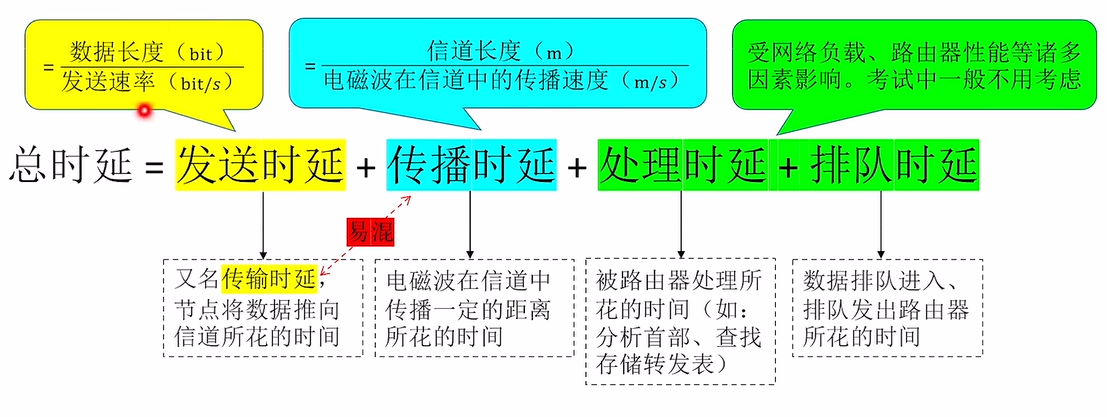 = 数据长度（bit）
发送速率（bit/s）
= 信道长度（m）
电磁波在信道中的传播速度（m/s）
受网络负载、路由器性能等诸多
因素影响。考试中一般不用考虑
总时延 = 发送时延 + 传播时延 + 处理时延 + 排队时延
易混
又名传输时延，
节点将数据推向
信道所花的时间
电磁波在信道中
传播一定的距离
所花的时间
被路由器处理所
花的时间（如：
分析首部、查找
存储转发表）
数据排队进入、
排队发出路由器
所花的时间